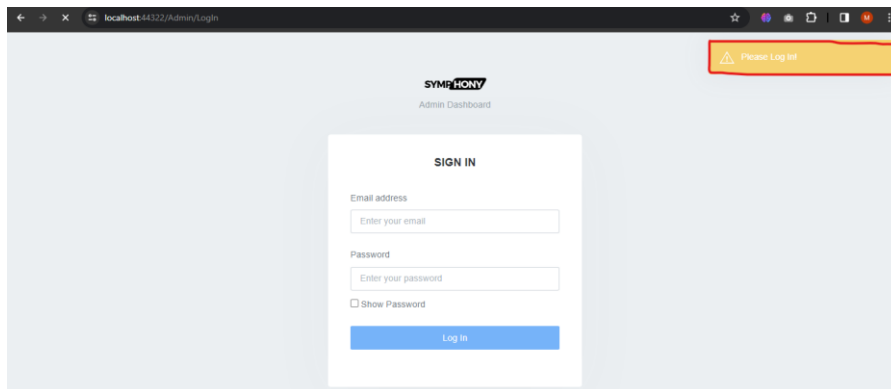 localhost:44322/Admin/LogIn
M
Please Log In!
SYMPHONY
Admin Dashboard
SIGN IN
Email address
Enter your email
Password
Enter your password
Show Password
Log In